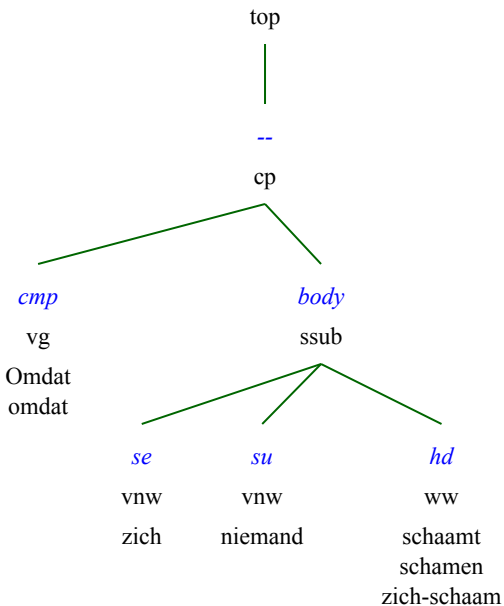 top
--
cp
cmp body
vg ssub
Omdat
omdat
se su hd
vnw vnw ww
zich niemand schaamt
schamen
zich-schaam